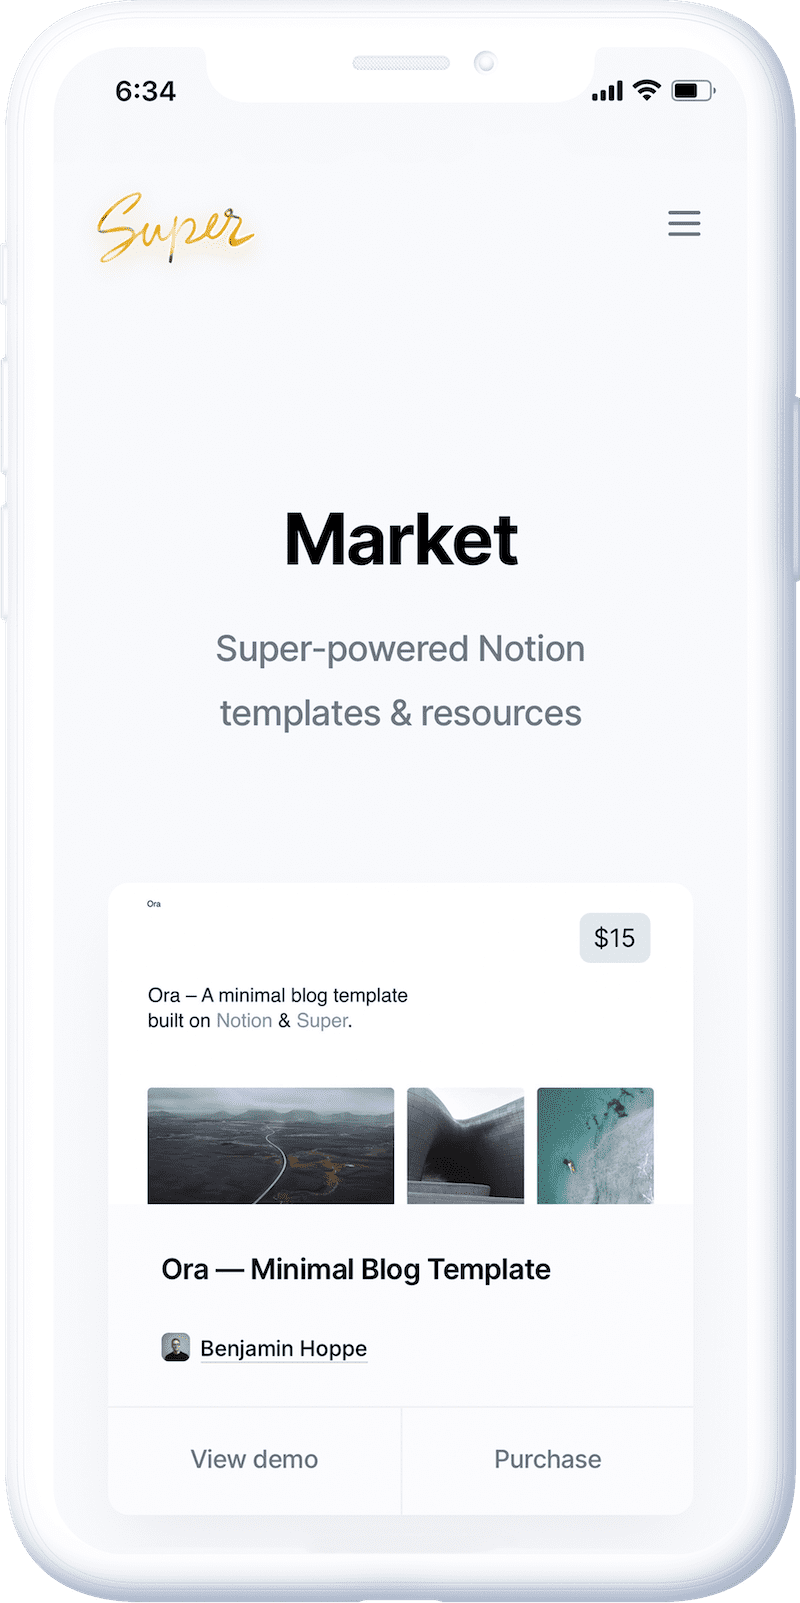 6:34
Super
Market
Super-powered Notion
templates & resources
Ora
$15
Ora – A minimal blog template
built on Notion & Super.
Ora — Minimal Blog Template
Benjamin Hoppe
View demo
Purchase